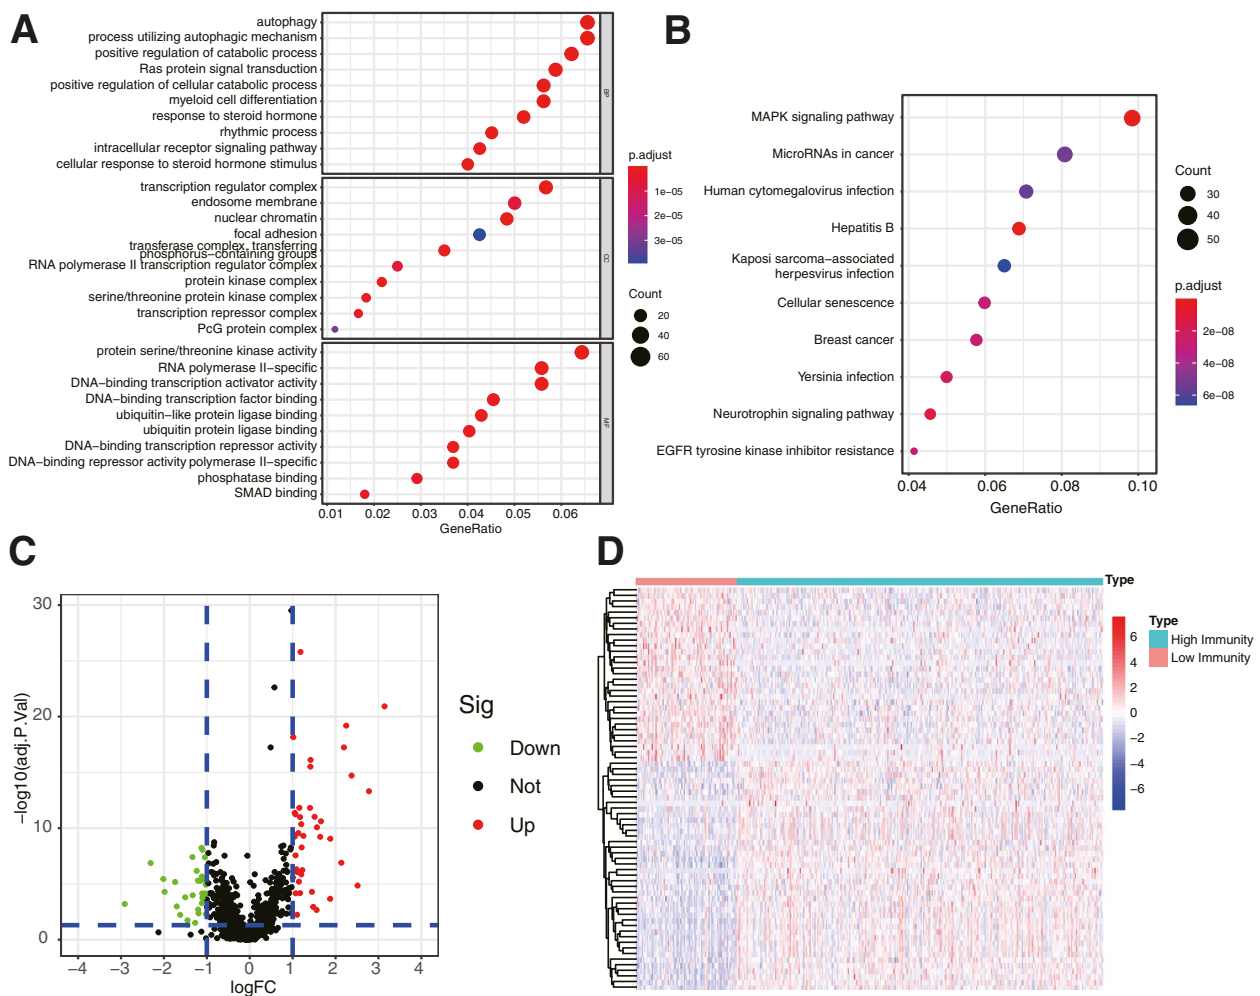 A
autophagy
process utilizing autophagic mechanism
positive regulation of catabolic process
Ras protein signal transduction
positive regulation of cellular catabolic process
myeloid cell differentiation
response to steroid hormone
rhythmic process
intracellular receptor signaling pathway
cellular response to steroid hormone stimulus
BP
transcription regulator complex
endosome membrane
nuclear chromatin
focal adhesion
transferase complex, transferring
phosphorus−containing groups
RNA polymerase II transcription regulator complex
protein kinase complex
serine/threonine protein kinase complex
transcription repressor complex
PcG protein complex
CC
protein serine/threonine kinase activity
RNA polymerase II−specific
DNA−binding transcription activator activity
DNA−binding transcription factor binding
ubiquitin−like protein ligase binding
ubiquitin protein ligase binding
DNA−binding transcription repressor activity
DNA−binding repressor activity polymerase II−specific
phosphatase binding
SMAD binding
MF
0.01 0.02 0.03 0.04 0.05 0.06
GeneRatio
p.adjust
1e−05
2e−05
3e−05
Count
20
40
60
B
MAPK signaling pathway
MicroRNAs in cancer
Human cytomegalovirus infection
Hepatitis B
Kaposi sarcoma−associated
herpesvirus infection
Cellular senescence
Breast cancer
Yersinia infection
Neurotrophin signaling pathway
EGFR tyrosine kinase inhibitor resistance
0.04 0.06 0.08 0.10
GeneRatio
Count
30
40
50
p.adjust
2e−08
4e−08
6e−08
C
−log10(adj.P.Val)
30
20
10
0
−4 −3 −2 −1 0 1 2 3 4
logFC
Sig
Down
Not
Up
D
Type
6
4
2
0
−2
−4
−6
Type
High Immunity
Low Immunity